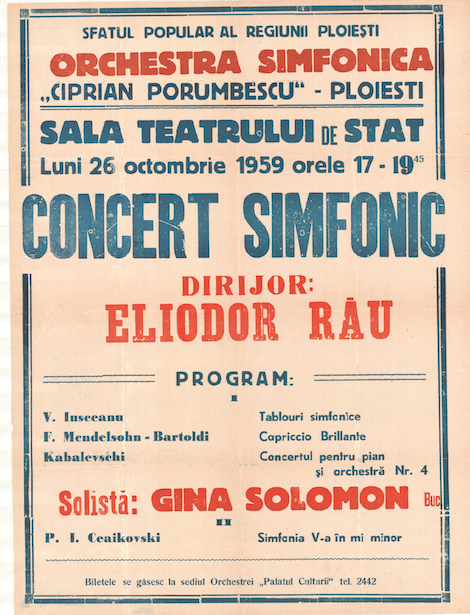 SFATUL POPULAR AL REGIUNII PLOIEȘTI
ORCHESTRA SIMFONICA
„CIPRIAN PORUMBESCU“ - PLOIESTI
SALA TEATRULUI DE STAT
Luni 26 octombrie 1959 orele 17 - 19⁴⁵
CONCERT SIMFONIC
DIRIJOR:
ELIODOR RĂU
PROGRAM:
I
V. Iusceanu Tablouri simfonice
F. Mendelsohn - Bartoldi Capriccio Brillante
Kabalevschi Concertul pentru pian
și orchestră Nr. 4
Solistă: GINA SOLOMON Buc
II
P. I. Ceaikovski Simfonia V-a în mi minor
Biletele se găsesc la sediul Orchestrei „Palatul Culturii“ tel. 2442